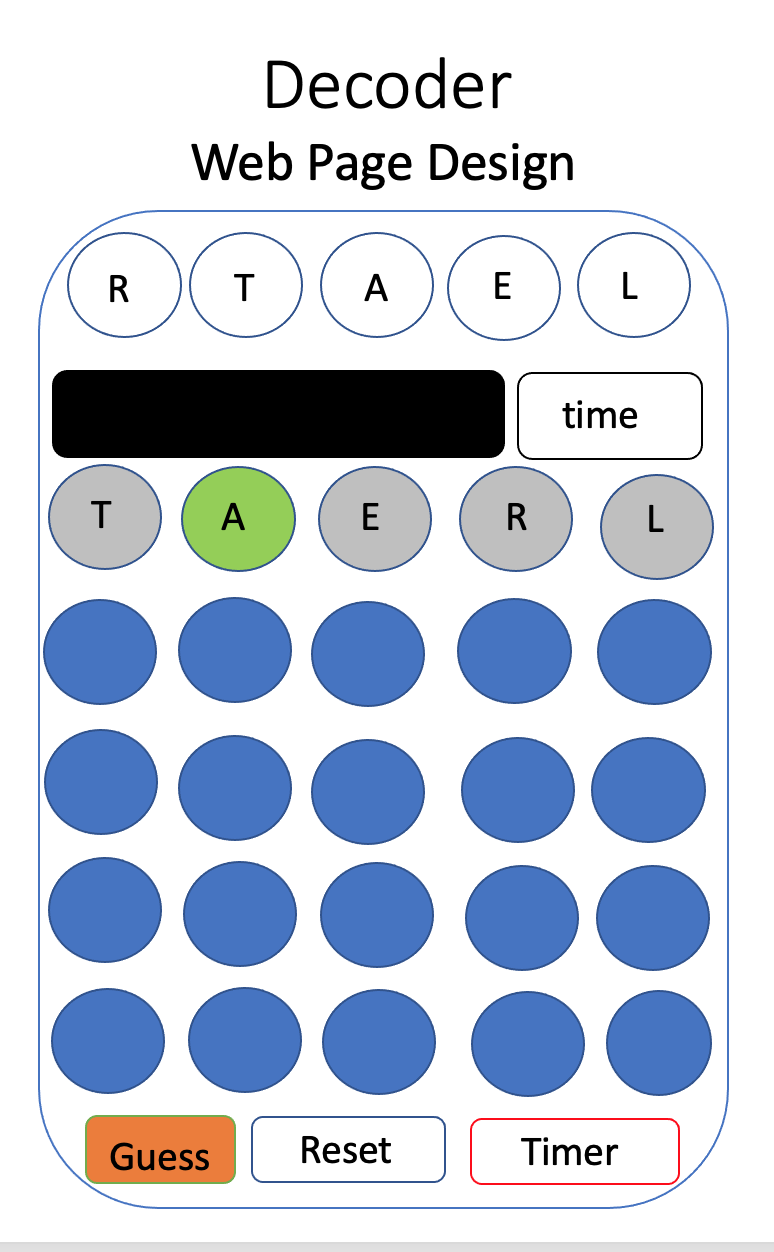 Decoder
Web Page Design
R T A E L
time
T A E R L
Guess Reset Timer